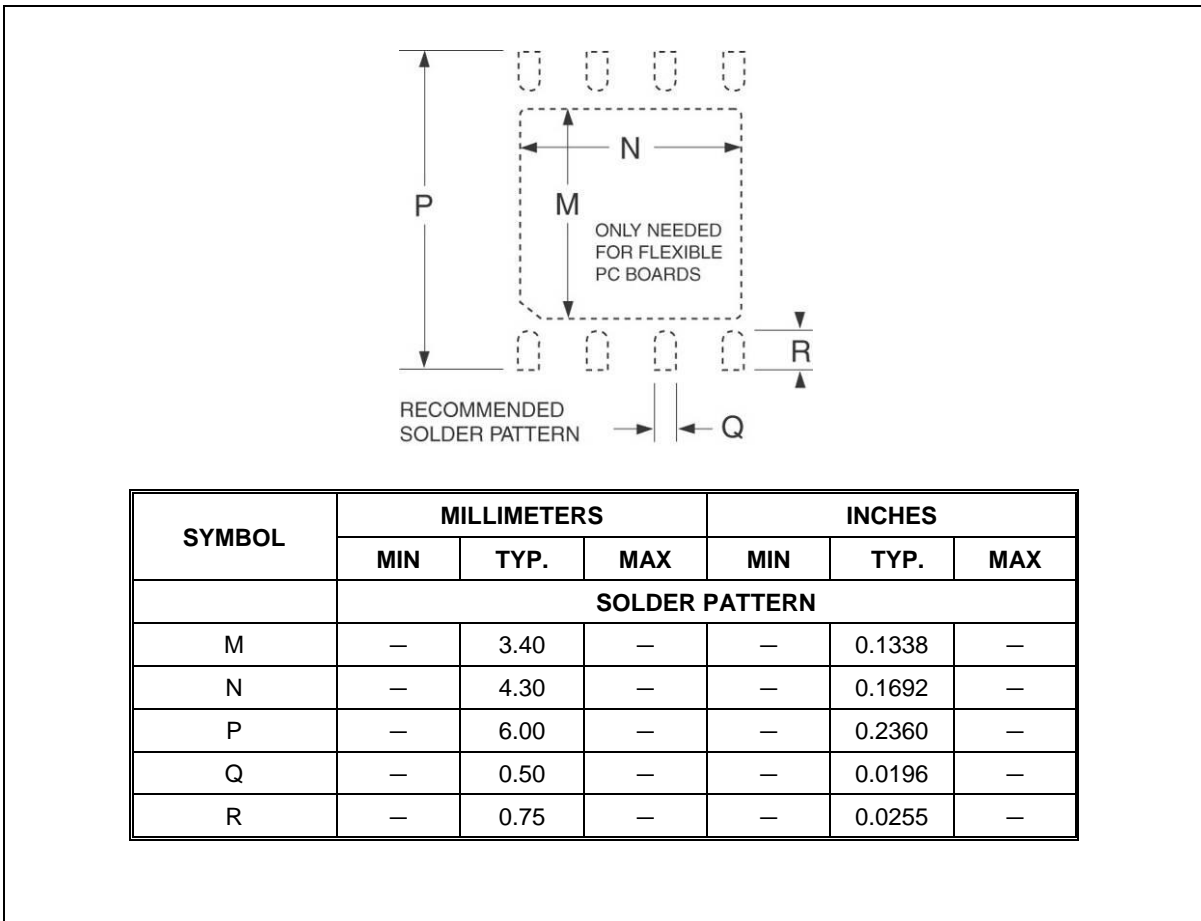 N
P
M
ONLY NEEDED
FOR FLEXIBLE
PC BOARDS
R
RECOMMENDED
SOLDER PATTERN
Q
SYMBOL MILLIMETERS INCHES
MIN TYP. MAX MIN TYP. MAX
SOLDER PATTERN
M — 3.40 — — 0.1338 —
N — 4.30 — — 0.1692 —
P — 6.00 — — 0.2360 —
Q — 0.50 — — 0.0196 —
R — 0.75 — — 0.0255 —